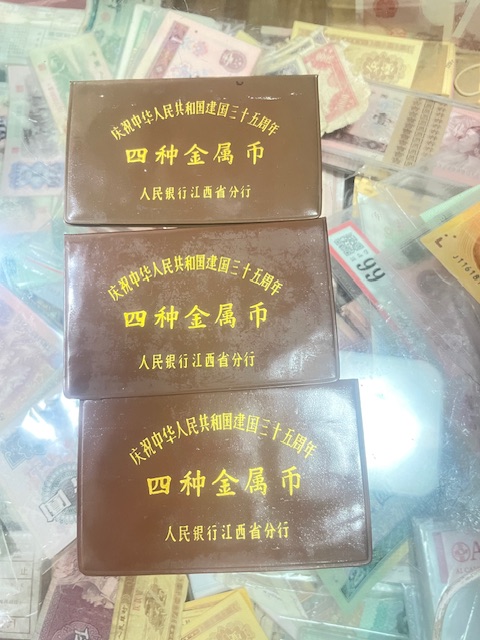 庆祝中华人民共和国建国三十五周年
四种金属币
人民银行江西省分行
庆祝中华人民共和国建国三十五周年
四种金属币
人民银行江西省分行
99
庆祝中华人民共和国建国三十五周年
四种金属币
人民银行江西省分行